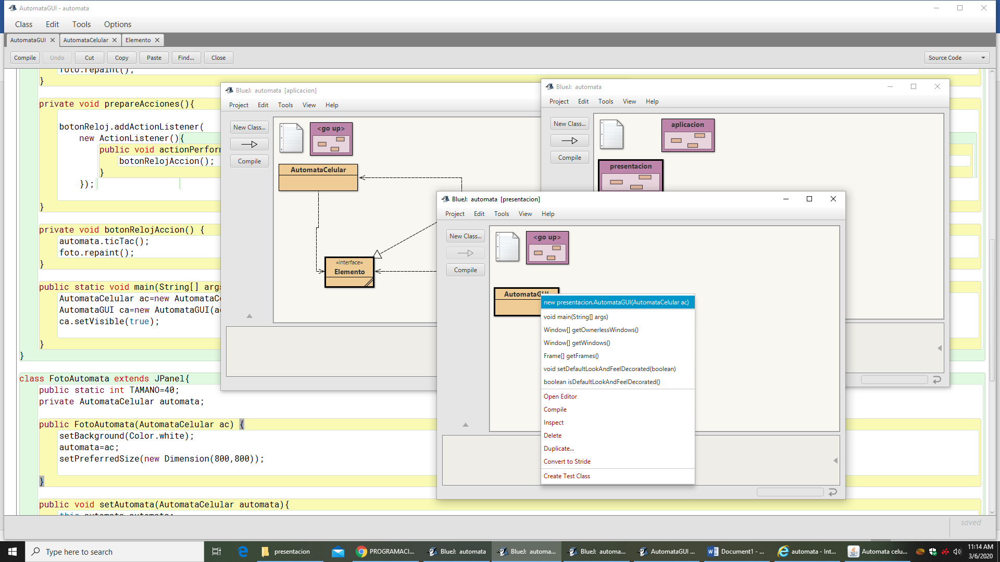 AutomataGUI - automata
Class Edit Tools Options
AutomataGUI AutomataCelular Elemento
Compile Undo Cut Copy Paste Find... Close Source Code
foto.repaint();
}
private void prepareAcciones(){
botonReloj.addActionListener(
new ActionListener(){
public void actionPerfor
botonRelojAccion();
}
});
}
private void botonRelojAccion() {
automata.ticTac();
foto.repaint();
}
public static void main(String[] args
AutomataCelular ac=new AutomataC
AutomataGUI ca=new AutomataGUI(a
ca.setVisible(true);
}
}
class FotoAutomata extends JPanel{
public static int TAMANO=40;
private AutomataCelular automata;
public FotoAutomata(AutomataCelular ac) {
setBackground(Color.white);
automata=ac;
setPreferredSize(new Dimension(800,800));
}
public void setAutomata(AutomataCelular automata){
this.automata=automata;
saved
BlueJ: automata [aplicacion]
Project Edit Tools View Help
New Class...
Compile
<go up>
AutomataCelular
«interface»
Elemento
BlueJ: automata
Project Edit Tools View Help
New Class...
Compile
aplicacion
presentacion
BlueJ: automata [presentacion]
Project Edit Tools View Help
New Class...
Compile
<go up>
AutomataGUI
new presentacion.AutomataGUI(AutomataCelular ac)
void main(String[] args)
Window[] getOwnerlessWindows()
Window[] getWindows()
Frame[] getFrames()
void setDefaultLookAndFeelDecorated(boolean)
boolean isDefaultLookAndFeelDecorated()
Open Editor
Compile
Inspect
Delete
Duplicate...
Convert to Stride
Create Test Class
Type here to search
presentacion
PROGRAMACI...
BlueJ: automata
BlueJ: automa...
BlueJ: automa...
AutomataGUI ...
Document1 - ...
automata - Int...
Automata celu...
11:14 AM
3/6/2020